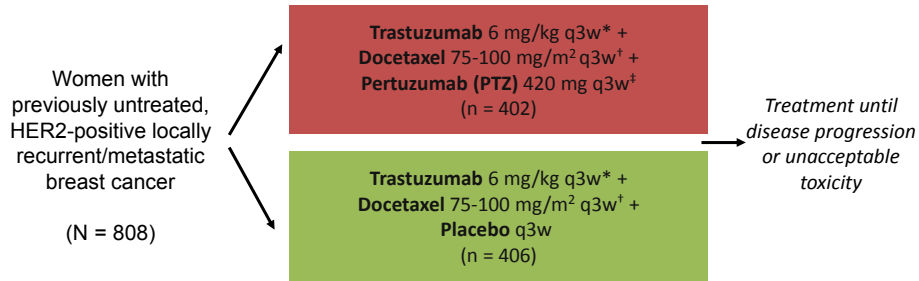 Women with
previously untreated,
HER2-positive locally
recurrent/metastatic
breast cancer
(N = 808)
Trastuzumab 6 mg/kg q3w* +
Docetaxel 75-100 mg/m² q3w† +
Pertuzumab (PTZ) 420 mg q3w‡
(n = 402)
Trastuzumab 6 mg/kg q3w* +
Docetaxel 75-100 mg/m² q3w† +
Placebo q3w
(n = 406)
Treatment until
disease progression
or unacceptable
toxicity